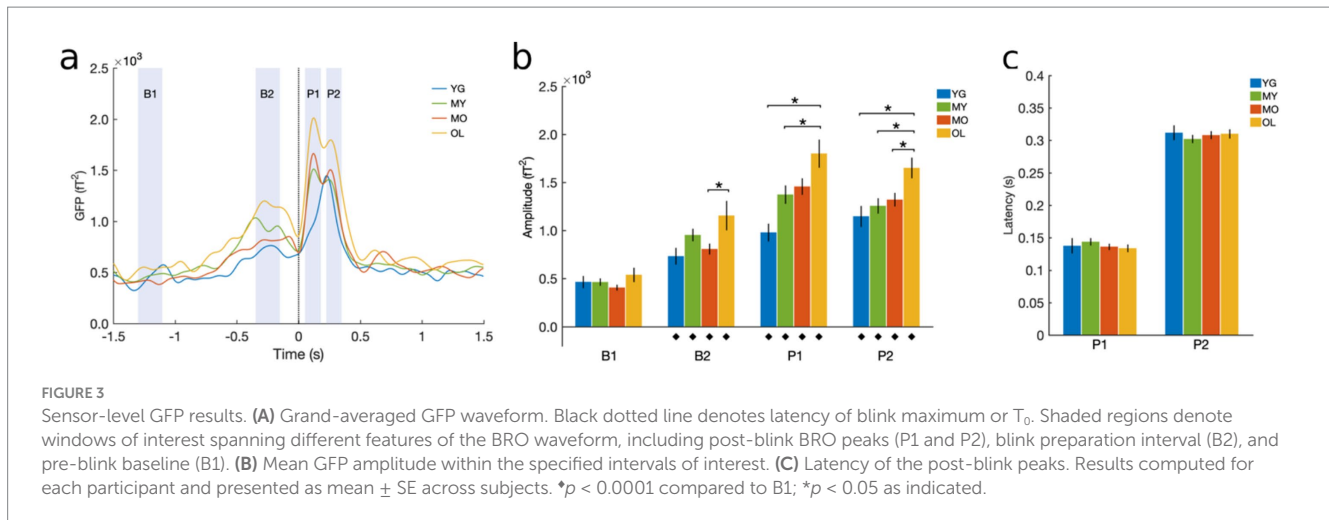 a
×10³
2.5
2.0
1.5
1.0
0.5
0.0
GFP (fT²)
B1
B2
P1
P2
YG
MY
MO
OL
-1.5
-1
-0.5
0
0.5
1
1.5
Time (s)
b
×10³
2.5
2.0
1.5
1.0
0.5
0.0
Amplitude (fT²)
*
*
*
*
*
*
YG
MY
MO
OL
◆ ◆ ◆ ◆
◆ ◆ ◆ ◆
◆ ◆ ◆ ◆
B1
B2
P1
P2
c
0.4
0.35
0.3
0.25
0.2
0.15
0.1
0.05
0
Latency (s)
YG
MY
MO
OL
P1
P2
FIGURE 3
Sensor-level GFP results. (A) Grand-averaged GFP waveform. Black dotted line denotes latency of blink maximum or T₀. Shaded regions denote
windows of interest spanning different features of the BRO waveform, including post-blink BRO peaks (P1 and P2), blink preparation interval (B2), and
pre-blink baseline (B1). (B) Mean GFP amplitude within the specified intervals of interest. (C) Latency of the post-blink peaks. Results computed for
each participant and presented as mean ± SE across subjects. ◆p < 0.0001 compared to B1; *p < 0.05 as indicated.